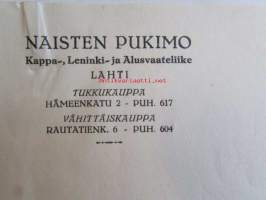 NAISTEN PUKIMO
Kappa-, Leninki- ja Alusvaateliike
LAHTI
TUKKUKAUPPA
HÄMEENKATU 2 - PUH. 617
VÄHITTÄISKAUPPA
RAUTATIENK. 6 - PUH. 604